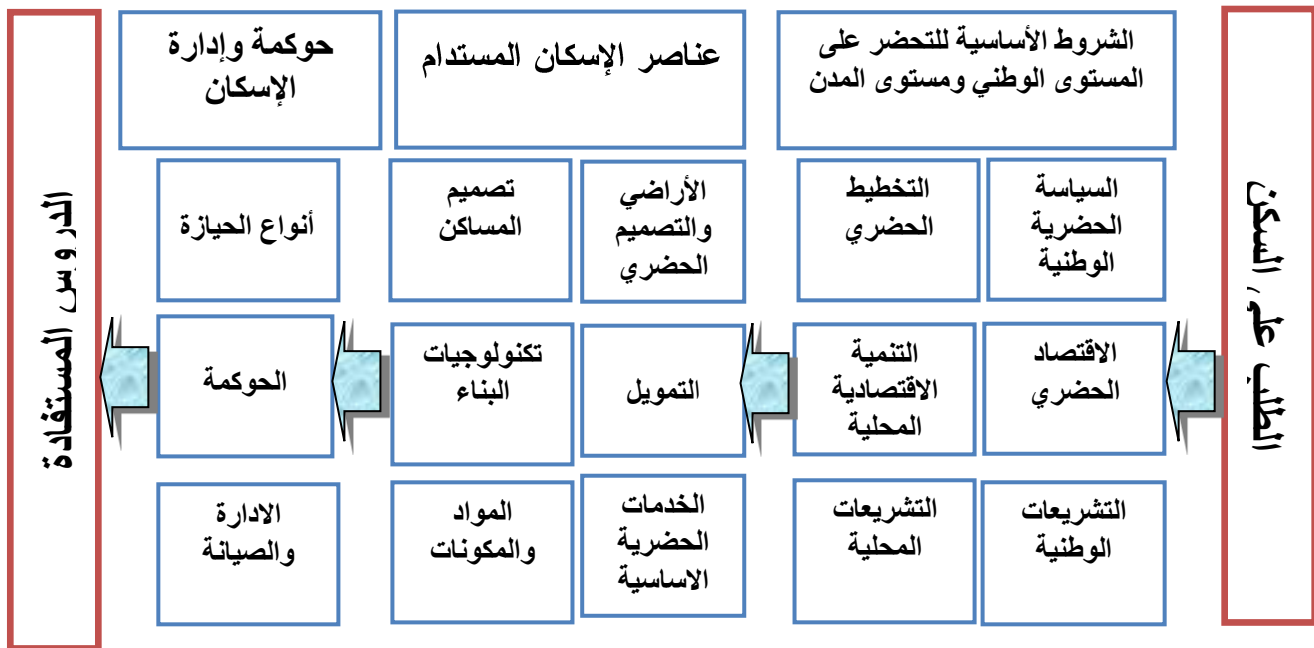 الطلب على السكن
الشروط الأساسية للتحضر على
المستوى الوطني ومستوى المدن
السياسة
الحضرية
الوطنية
التخطيط
الحضري
الاقتصاد
الحضري
التنمية
الاقتصادية
المحلية
التشريعات
الوطنية
التشريعات
المحلية
عناصر الإسكان المستدام
الأراضي
والتصميم
الحضري
تصميم
المساكن
التمويل
تكنولوجيات
البناء
الخدمات
الحضرية
الاساسية
المواد
والمكونات
حوكمة وإدارة
الإسكان
أنواع الحيازة
الحوكمة
الادارة
والصيانة
الدروس المستفادة